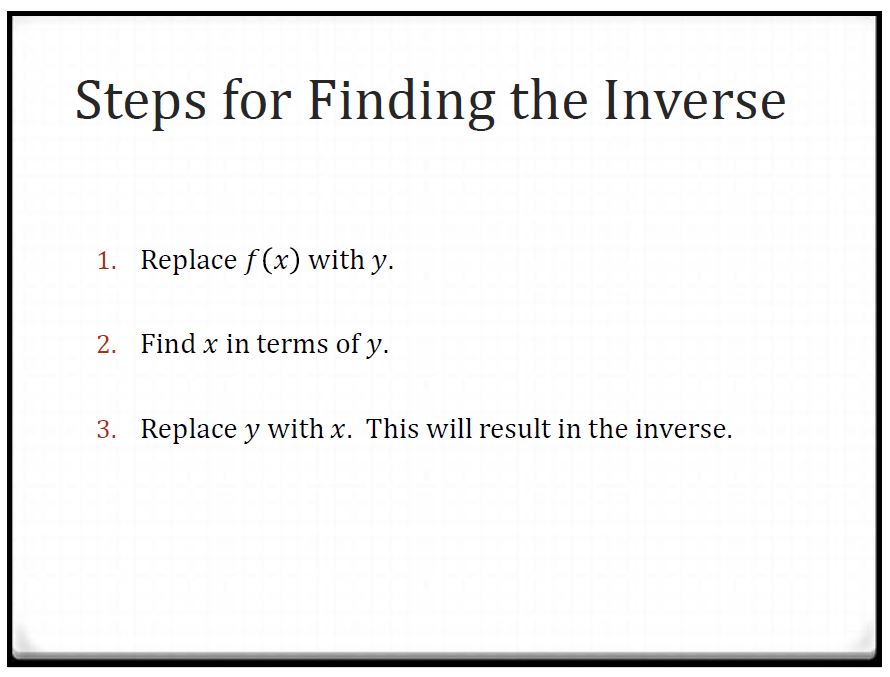 Steps for Finding the Inverse
1. Replace f(x) with y.
2. Find x in terms of y.
3. Replace y with x. This will result in the inverse.